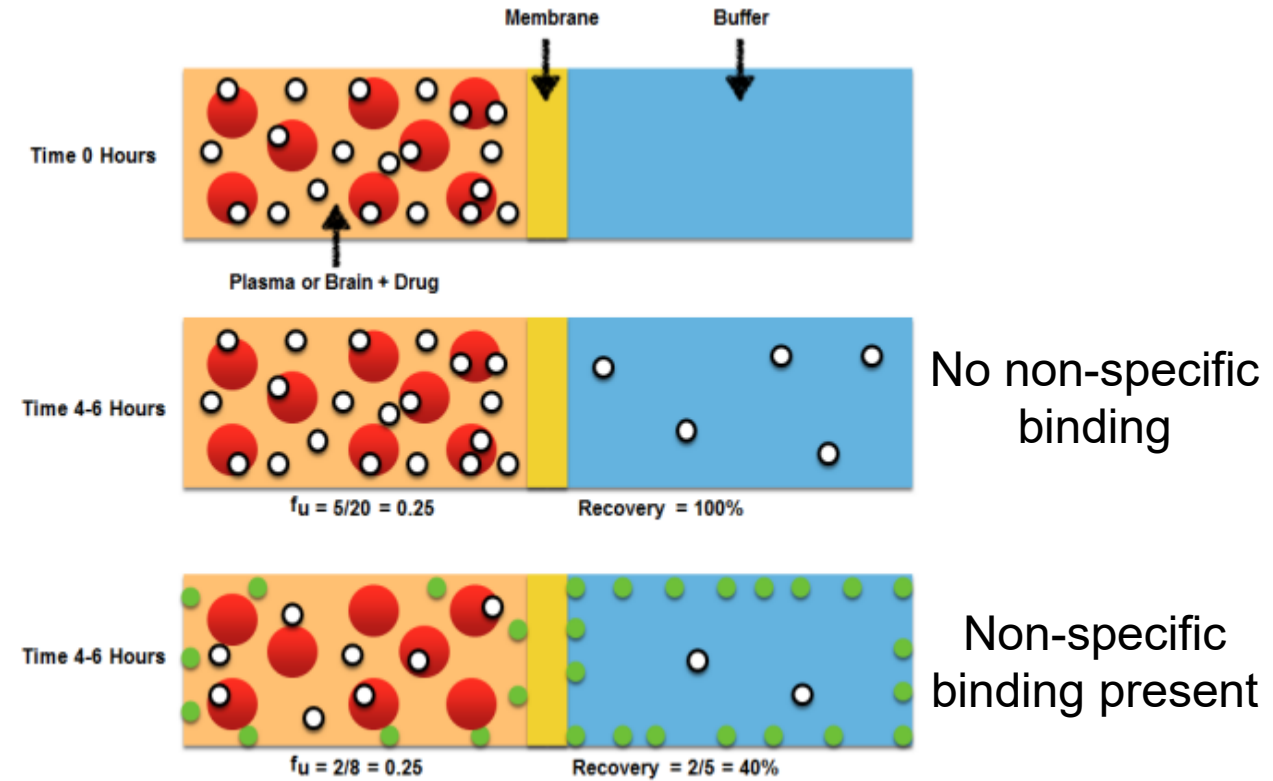 Membrane
Buffer
Time 0 Hours
Plasma or Brain + Drug
Time 4-6 Hours
No non-specific
binding
fu = 5/20 = 0.25
Recovery = 100%
Time 4-6 Hours
Non-specific
binding present
fu = 2/8 = 0.25
Recovery = 2/5 = 40%